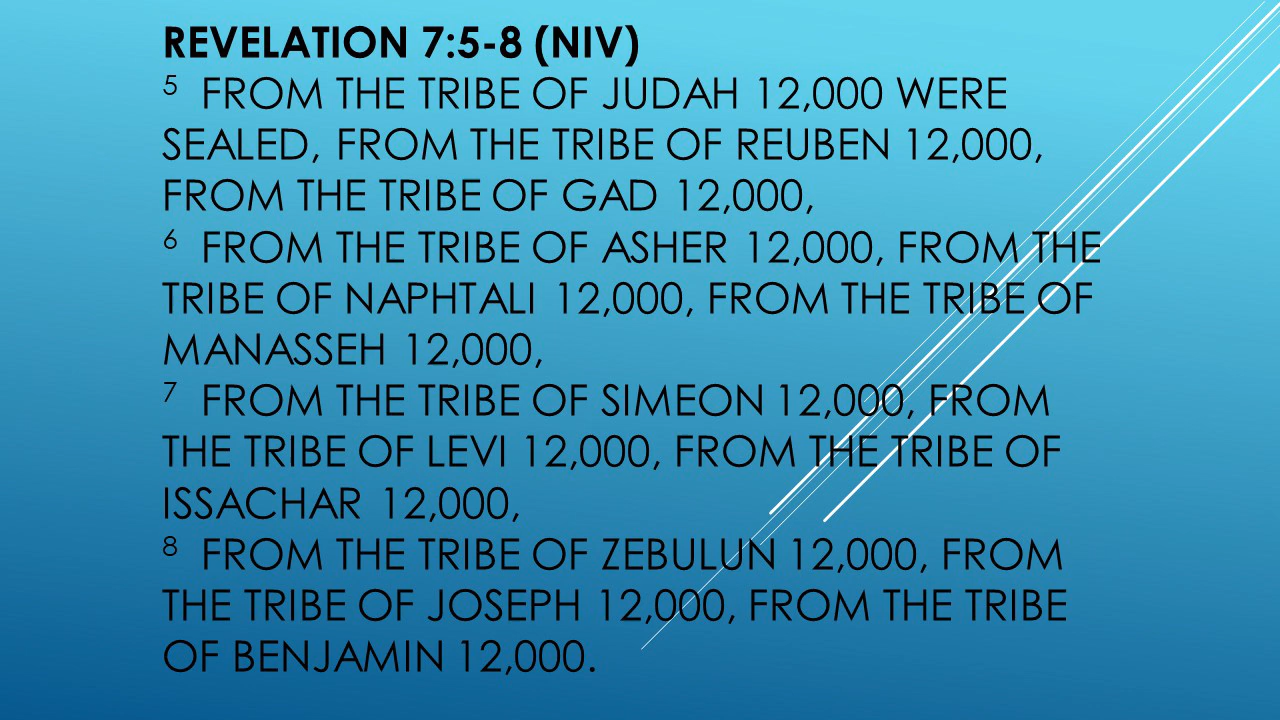 REVELATION 7:5-8 (NIV)
5 FROM THE TRIBE OF JUDAH 12,000 WERE
SEALED, FROM THE TRIBE OF REUBEN 12,000,
FROM THE TRIBE OF GAD 12,000,
6 FROM THE TRIBE OF ASHER 12,000, FROM THE
TRIBE OF NAPHTALI 12,000, FROM THE TRIBE OF
MANASSEH 12,000,
7 FROM THE TRIBE OF SIMEON 12,000, FROM
THE TRIBE OF LEVI 12,000, FROM THE TRIBE OF
ISSACHAR 12,000,
8 FROM THE TRIBE OF ZEBULUN 12,000, FROM
THE TRIBE OF JOSEPH 12,000, FROM THE TRIBE
OF BENJAMIN 12,000.